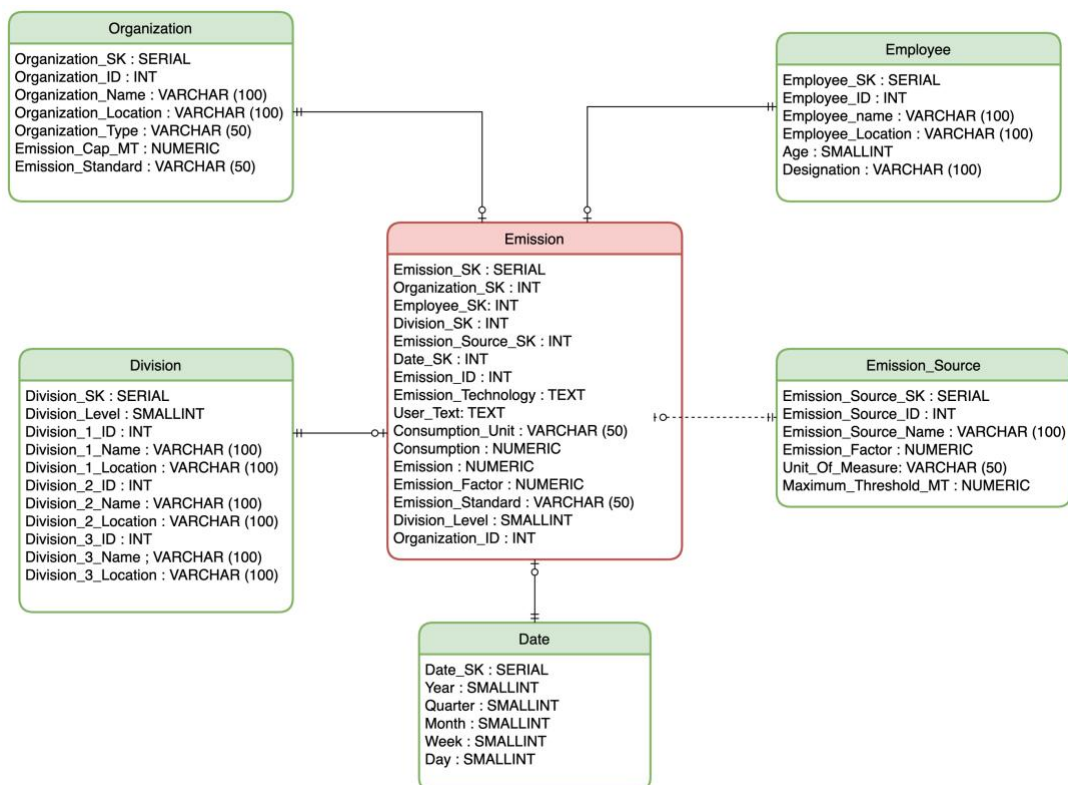 Organization
Organization_SK : SERIAL
Organization_ID : INT
Organization_Name : VARCHAR (100)
Organization_Location : VARCHAR (100)
Organization_Type : VARCHAR (50)
Emission_Cap_MT : NUMERIC
Emission_Standard : VARCHAR (50)
Employee
Employee_SK : SERIAL
Employee_ID : INT
Employee_name : VARCHAR (100)
Employee_Location : VARCHAR (100)
Age : SMALLINT
Designation : VARCHAR (100)
Emission
Emission_SK : SERIAL
Organization_SK : INT
Employee_SK: INT
Division_SK : INT
Emission_Source_SK : INT
Date_SK : INT
Emission_ID : INT
Emission_Technology : TEXT
User_Text: TEXT
Consumption_Unit : VARCHAR (50)
Consumption : NUMERIC
Emission : NUMERIC
Emission_Factor : NUMERIC
Emission_Standard : VARCHAR (50)
Division_Level : SMALLINT
Organization_ID : INT
Division
Division_SK : SERIAL
Division_Level : SMALLINT
Division_1_ID : INT
Division_1_Name : VARCHAR (100)
Division_1_Location : VARCHAR (100)
Division_2_ID : INT
Division_2_Name : VARCHAR (100)
Division_2_Location : VARCHAR (100)
Division_3_ID : INT
Division_3_Name ; VARCHAR (100)
Division_3_Location : VARCHAR (100)
Emission_Source
Emission_Source_SK : SERIAL
Emission_Source_ID : INT
Emission_Source_Name : VARCHAR (100)
Emission_Factor : NUMERIC
Unit_Of_Measure: VARCHAR (50)
Maximum_Threshold_MT : NUMERIC
Date
Date_SK : SERIAL
Year : SMALLINT
Quarter : SMALLINT
Month : SMALLINT
Week : SMALLINT
Day : SMALLINT